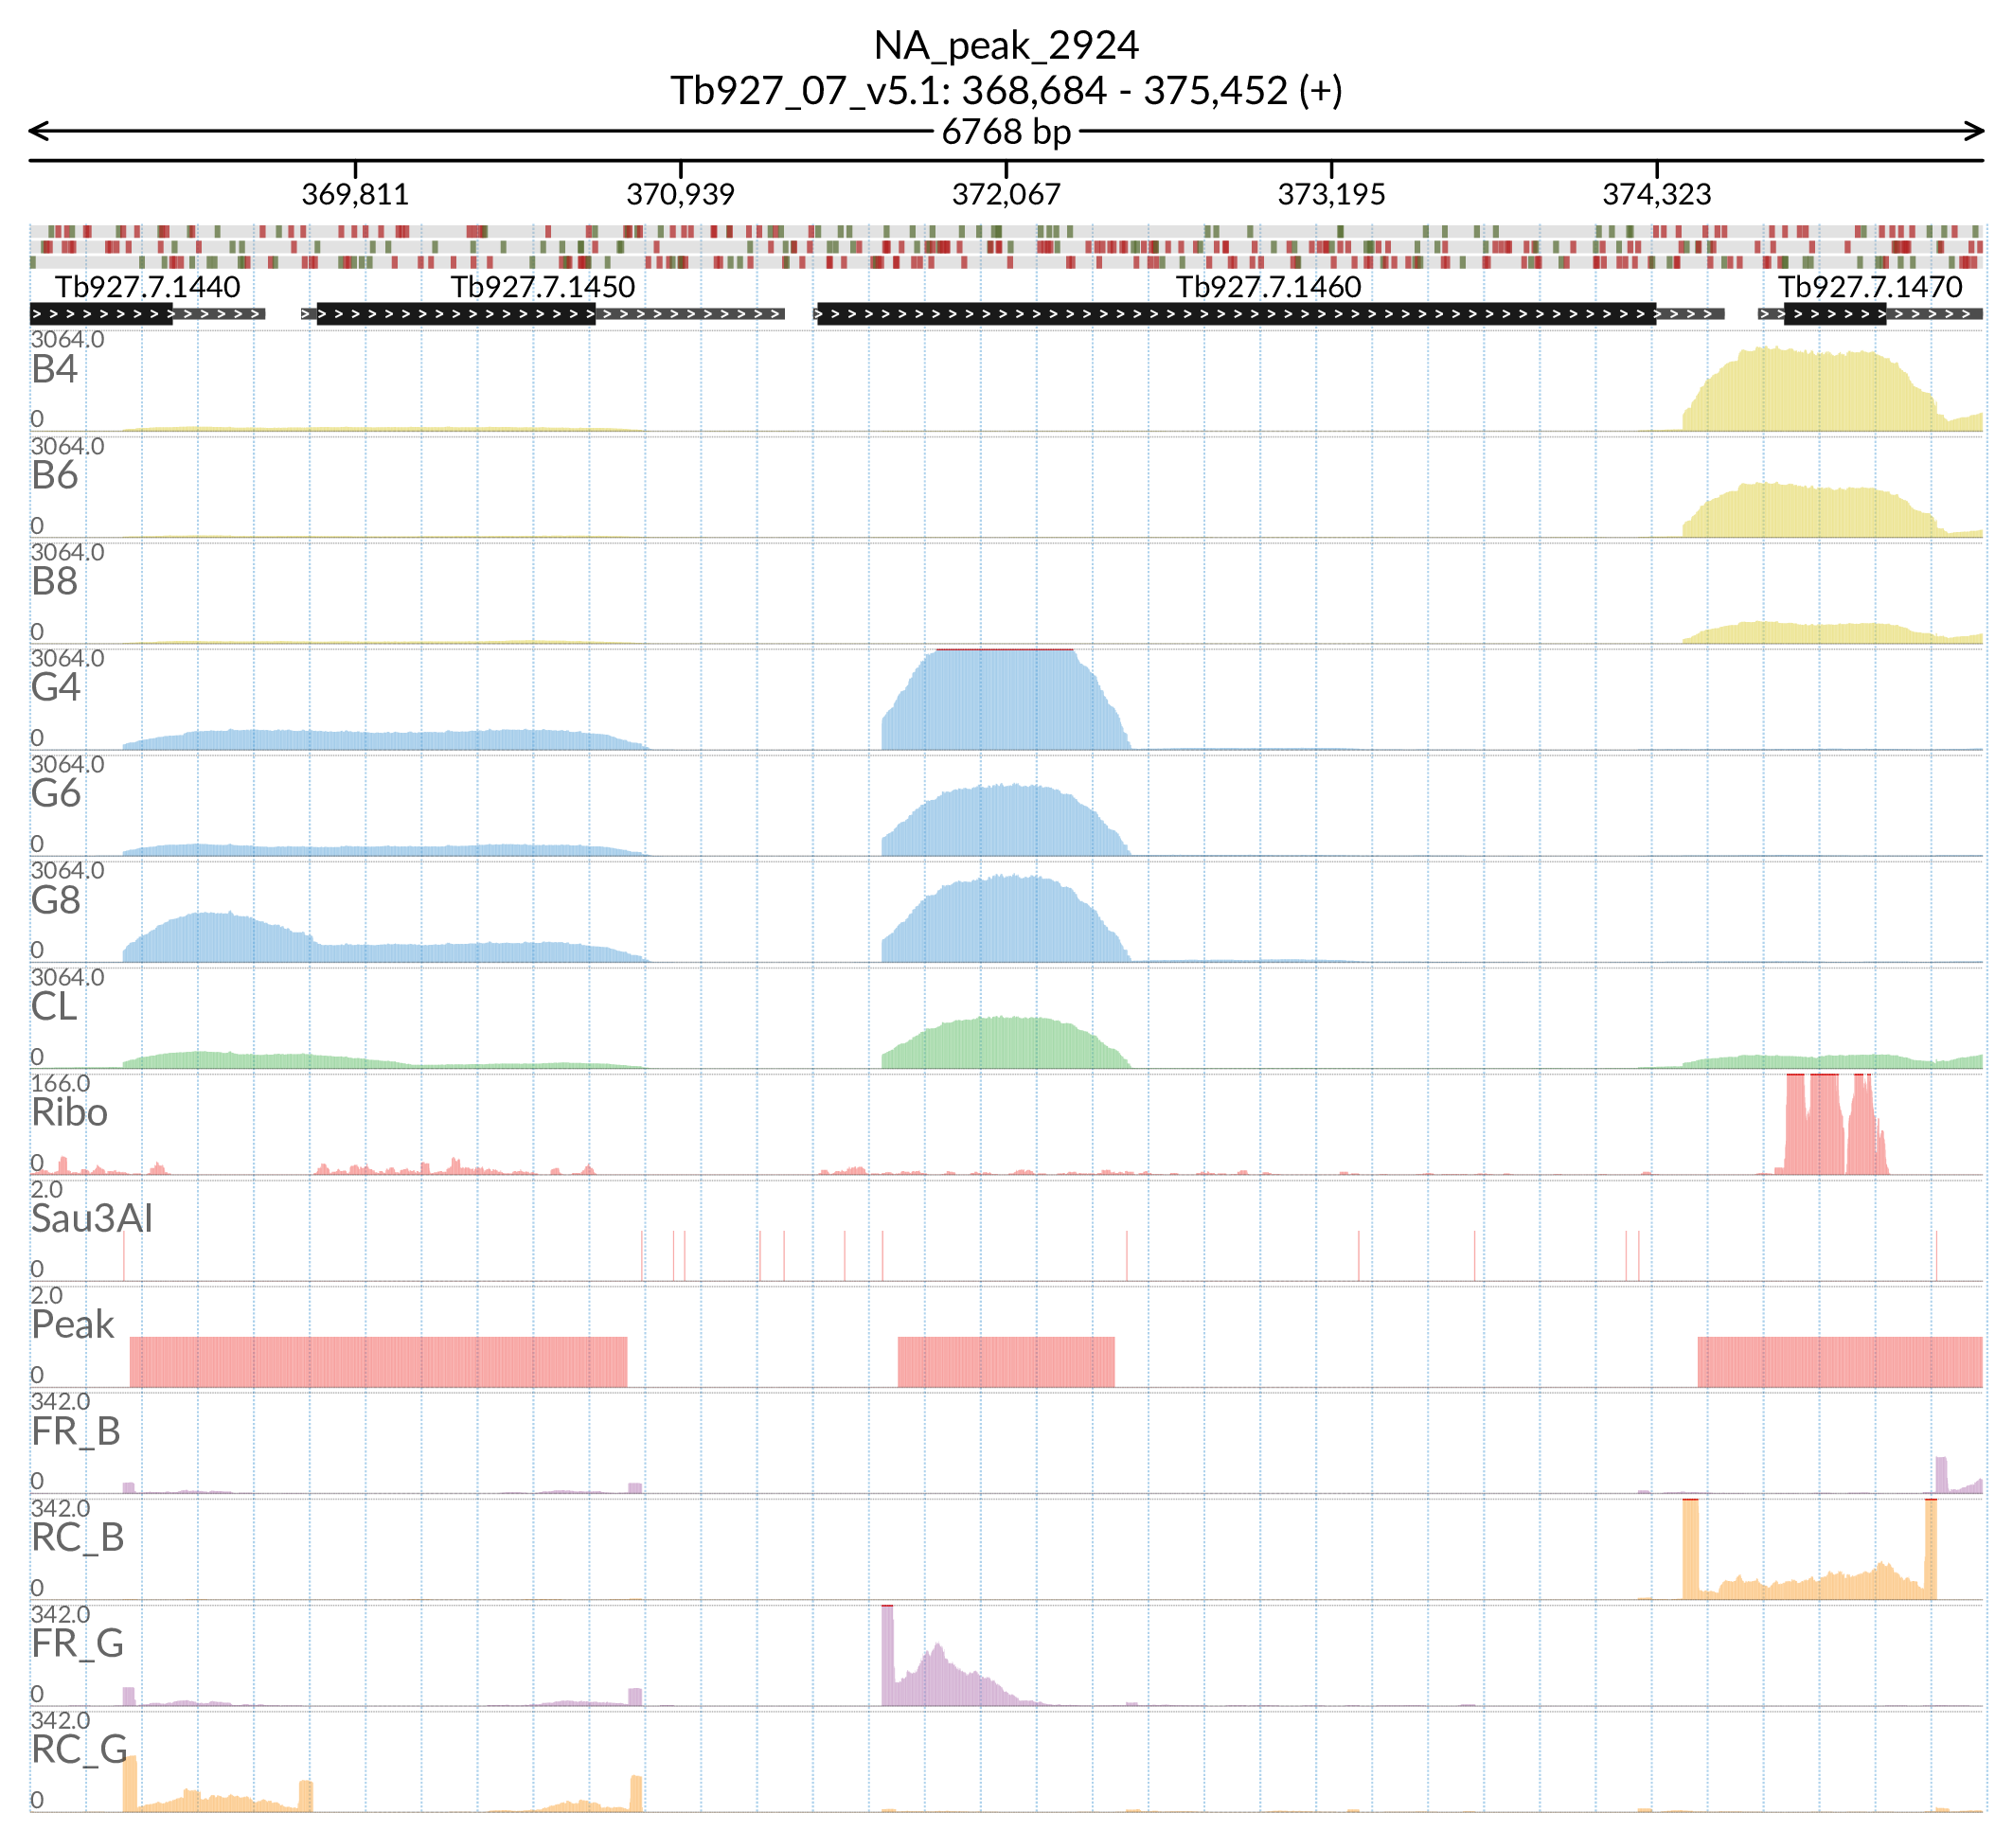 NA_peak_2924
Tb927_07_v5.1: 368,684 - 375,452 (+)
6768 bp
369,811 370,939 372,067 373,195 374,323
Tb927.7.1440 Tb927.7.1450 Tb927.7.1460 Tb927.7.1470
3064.0
B4
0
3064.0
B6
0
3064.0
B8
0
3064.0
G4
0
3064.0
G6
0
3064.0
G8
0
3064.0
CL
0
166.0
Ribo
0
2.0
Sau3AI
0
2.0
Peak
0
342.0
FR_B
0
342.0
RC_B
0
342.0
FR_G
0
342.0
RC_G
0